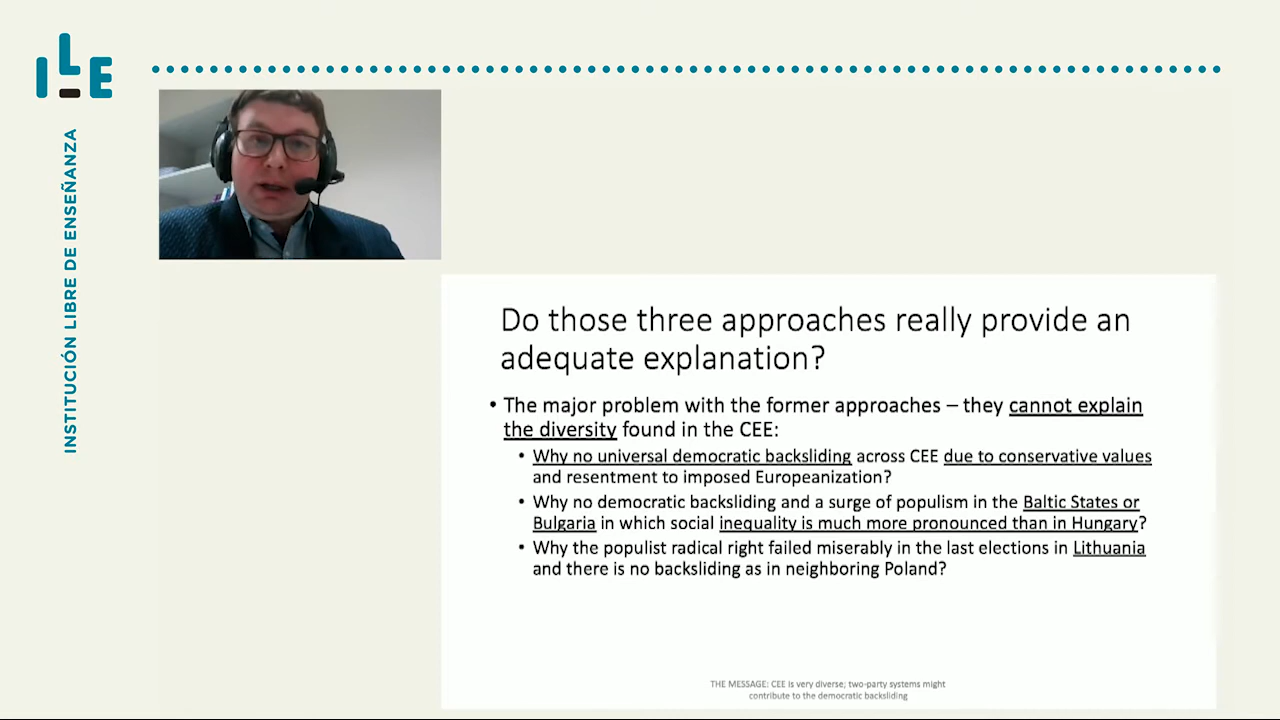 ILE
INSTITUCIÓN LIBRE DE ENSEÑANZA
Do those three approaches really provide an
adequate explanation?
• The major problem with the former approaches – they cannot explain
the diversity found in the CEE:
• Why no universal democratic backsliding across CEE due to conservative values
and resentment to imposed Europeanization?
• Why no democratic backsliding and a surge of populism in the Baltic States or
Bulgaria in which social inequality is much more pronounced than in Hungary?
• Why the populist radical right failed miserably in the last elections in Lithuania
and there is no backsliding as in neighboring Poland?
THE MESSAGE: CEE is very diverse; two-party systems might
contribute to the democratic backsliding